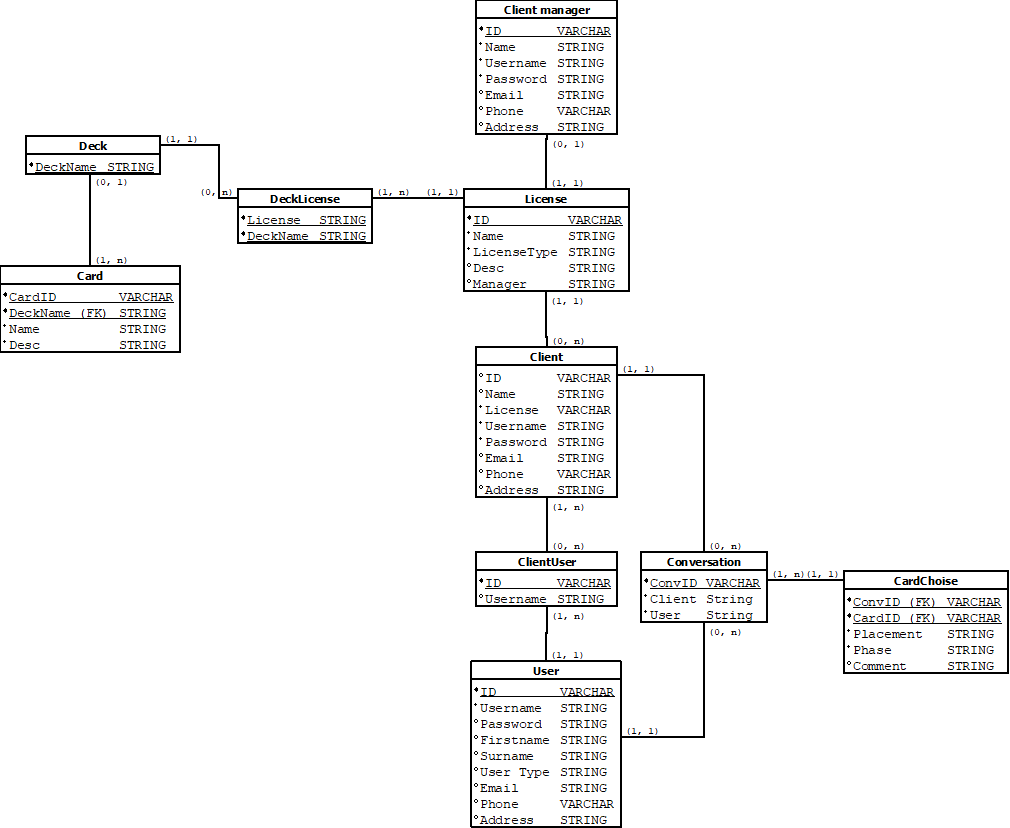 Client manager
ID VARCHAR
Name STRING
Username STRING
Password STRING
Email STRING
Phone VARCHAR
Address STRING
(0, 1)
Deck
DeckName STRING
(1, 1)
(0, 1)
(0, n)
DeckLicense
License STRING
DeckName STRING
(1, n)
(1, 1)
(1, 1)
License
ID VARCHAR
Name STRING
LicenseType STRING
Desc STRING
Manager STRING
(1, 1)
(1, n)
Card
CardID VARCHAR
DeckName (FK) STRING
Name STRING
Desc STRING
(0, n)
Client
ID VARCHAR
Name STRING
License VARCHAR
Username STRING
Password STRING
Email STRING
Phone VARCHAR
Address STRING
(1, 1)
(1, n)
(0, n)
ClientUser
ID VARCHAR
Username STRING
(1, n)
(0, n)
Conversation
ConvID VARCHAR
Client String
User String
(0, n)
(1, n)(1, 1)
CardChoise
ConvID (FK) VARCHAR
CardID (FK) VARCHAR
Placement STRING
Phase STRING
Comment STRING
(1, 1)
User
ID VARCHAR
Username STRING
Password STRING
Firstname STRING
Surname STRING
User Type STRING
Email STRING
Phone VARCHAR
Address STRING
(1, 1)